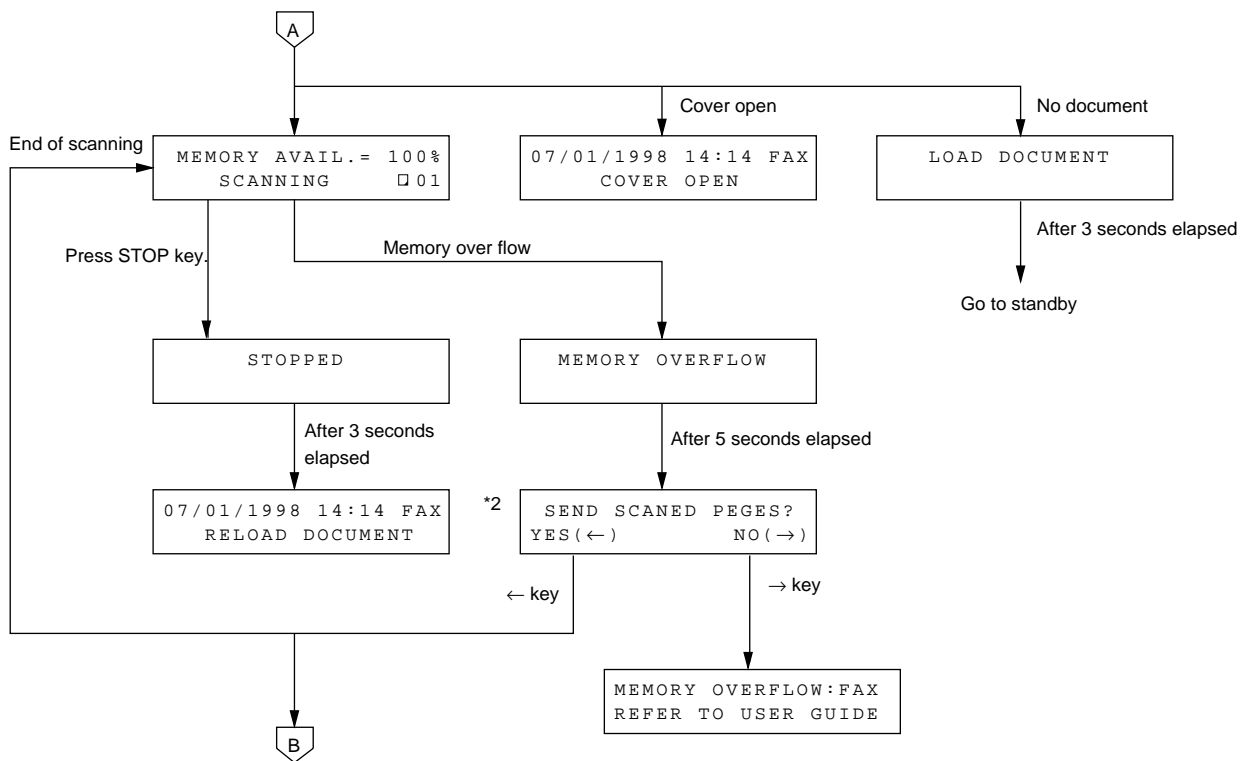 A
Cover open
No document
End of scanning
MEMORY AVAIL.= 100%
SCANNING 01
07/01/1998 14:14 FAX
COVER OPEN
LOAD DOCUMENT
After 3 seconds elapsed
Press STOP key.
Memory over flow
Go to standby
STOPPED
MEMORY OVERFLOW
After 3 seconds
elapsed
After 5 seconds elapsed
07/01/1998 14:14 FAX
RELOAD DOCUMENT
*2
SEND SCANED PEGES?
YES(←) NO(→)
← key
→ key
MEMORY OVERFLOW:FAX
REFER TO USER GUIDE
B